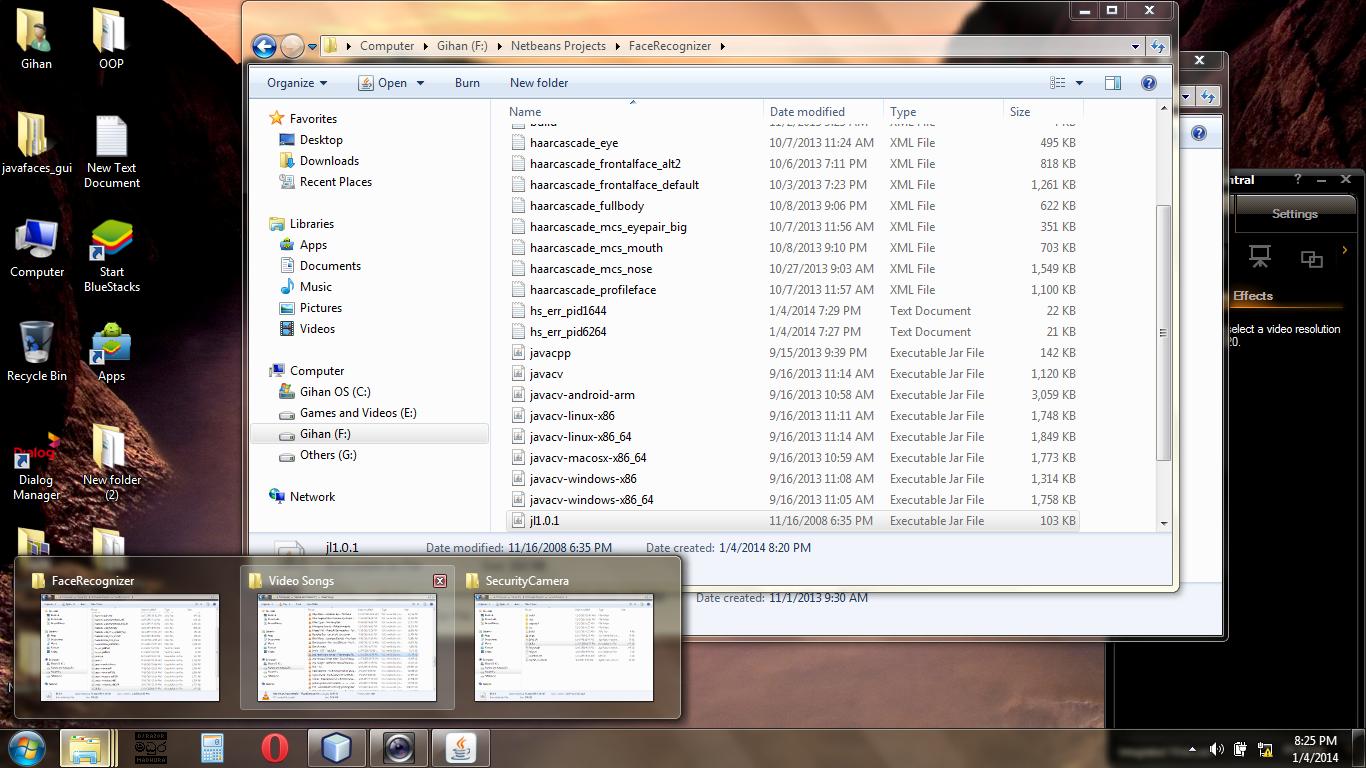 Gihan
OOP
javafaces_gui
New Text
Document
Computer
Start
BlueStacks
Recycle Bin
Apps
Dialog
Dialog
Manager
New folder
(2)
Computer
Gihan (F:)
Netbeans Projects
FaceRecognizer
Organize
Open
Burn
New folder
Favorites
Desktop
Downloads
Recent Places
Libraries
Apps
Documents
Music
Pictures
Videos
Computer
Gihan OS (C:)
Games and Videos (E:)
Gihan (F:)
Others (G:)
Network
Name Date modified Type Size
build 11/2/2013 9:23 AM XML File
haarcascade_eye 10/7/2013 11:24 AM XML File 495 KB
haarcascade_frontalface_alt2 10/6/2013 7:11 PM XML File 818 KB
haarcascade_frontalface_default 10/3/2013 7:23 PM XML File 1,261 KB
haarcascade_fullbody 10/8/2013 9:06 PM XML File 622 KB
haarcascade_mcs_eyepair_big 10/7/2013 11:56 AM XML File 351 KB
haarcascade_mcs_mouth 10/8/2013 9:10 PM XML File 703 KB
haarcascade_mcs_nose 10/27/2013 9:03 AM XML File 1,549 KB
haarcascade_profileface 10/7/2013 11:57 AM XML File 1,100 KB
hs_err_pid1644 1/4/2014 7:29 PM Text Document 22 KB
hs_err_pid6264 1/4/2014 7:27 PM Text Document 21 KB
javacpp 9/15/2013 9:39 PM Executable Jar File 142 KB
javacv 9/16/2013 11:14 AM Executable Jar File 1,120 KB
javacv-android-arm 9/16/2013 10:58 AM Executable Jar File 3,059 KB
javacv-linux-x86 9/16/2013 11:11 AM Executable Jar File 1,748 KB
javacv-linux-x86_64 9/16/2013 11:14 AM Executable Jar File 1,849 KB
javacv-macosx-x86_64 9/16/2013 10:59 AM Executable Jar File 1,773 KB
javacv-windows-x86 9/16/2013 11:08 AM Executable Jar File 1,314 KB
javacv-windows-x86_64 9/16/2013 11:05 AM Executable Jar File 1,758 KB
jl1.0.1 11/16/2008 6:35 PM Executable Jar File 103 KB
jl1.0.1 Date modified: 11/16/2008 6:35 PM Date created: 1/4/2014 8:20 PM
Date created: 11/1/2013 9:30 AM
ntral
Settings
Effects
select a video resolution
20.
FaceRecognizer
Video Songs
SecurityCamera
මධුර
MADHURA
8:25 PM
1/4/2014